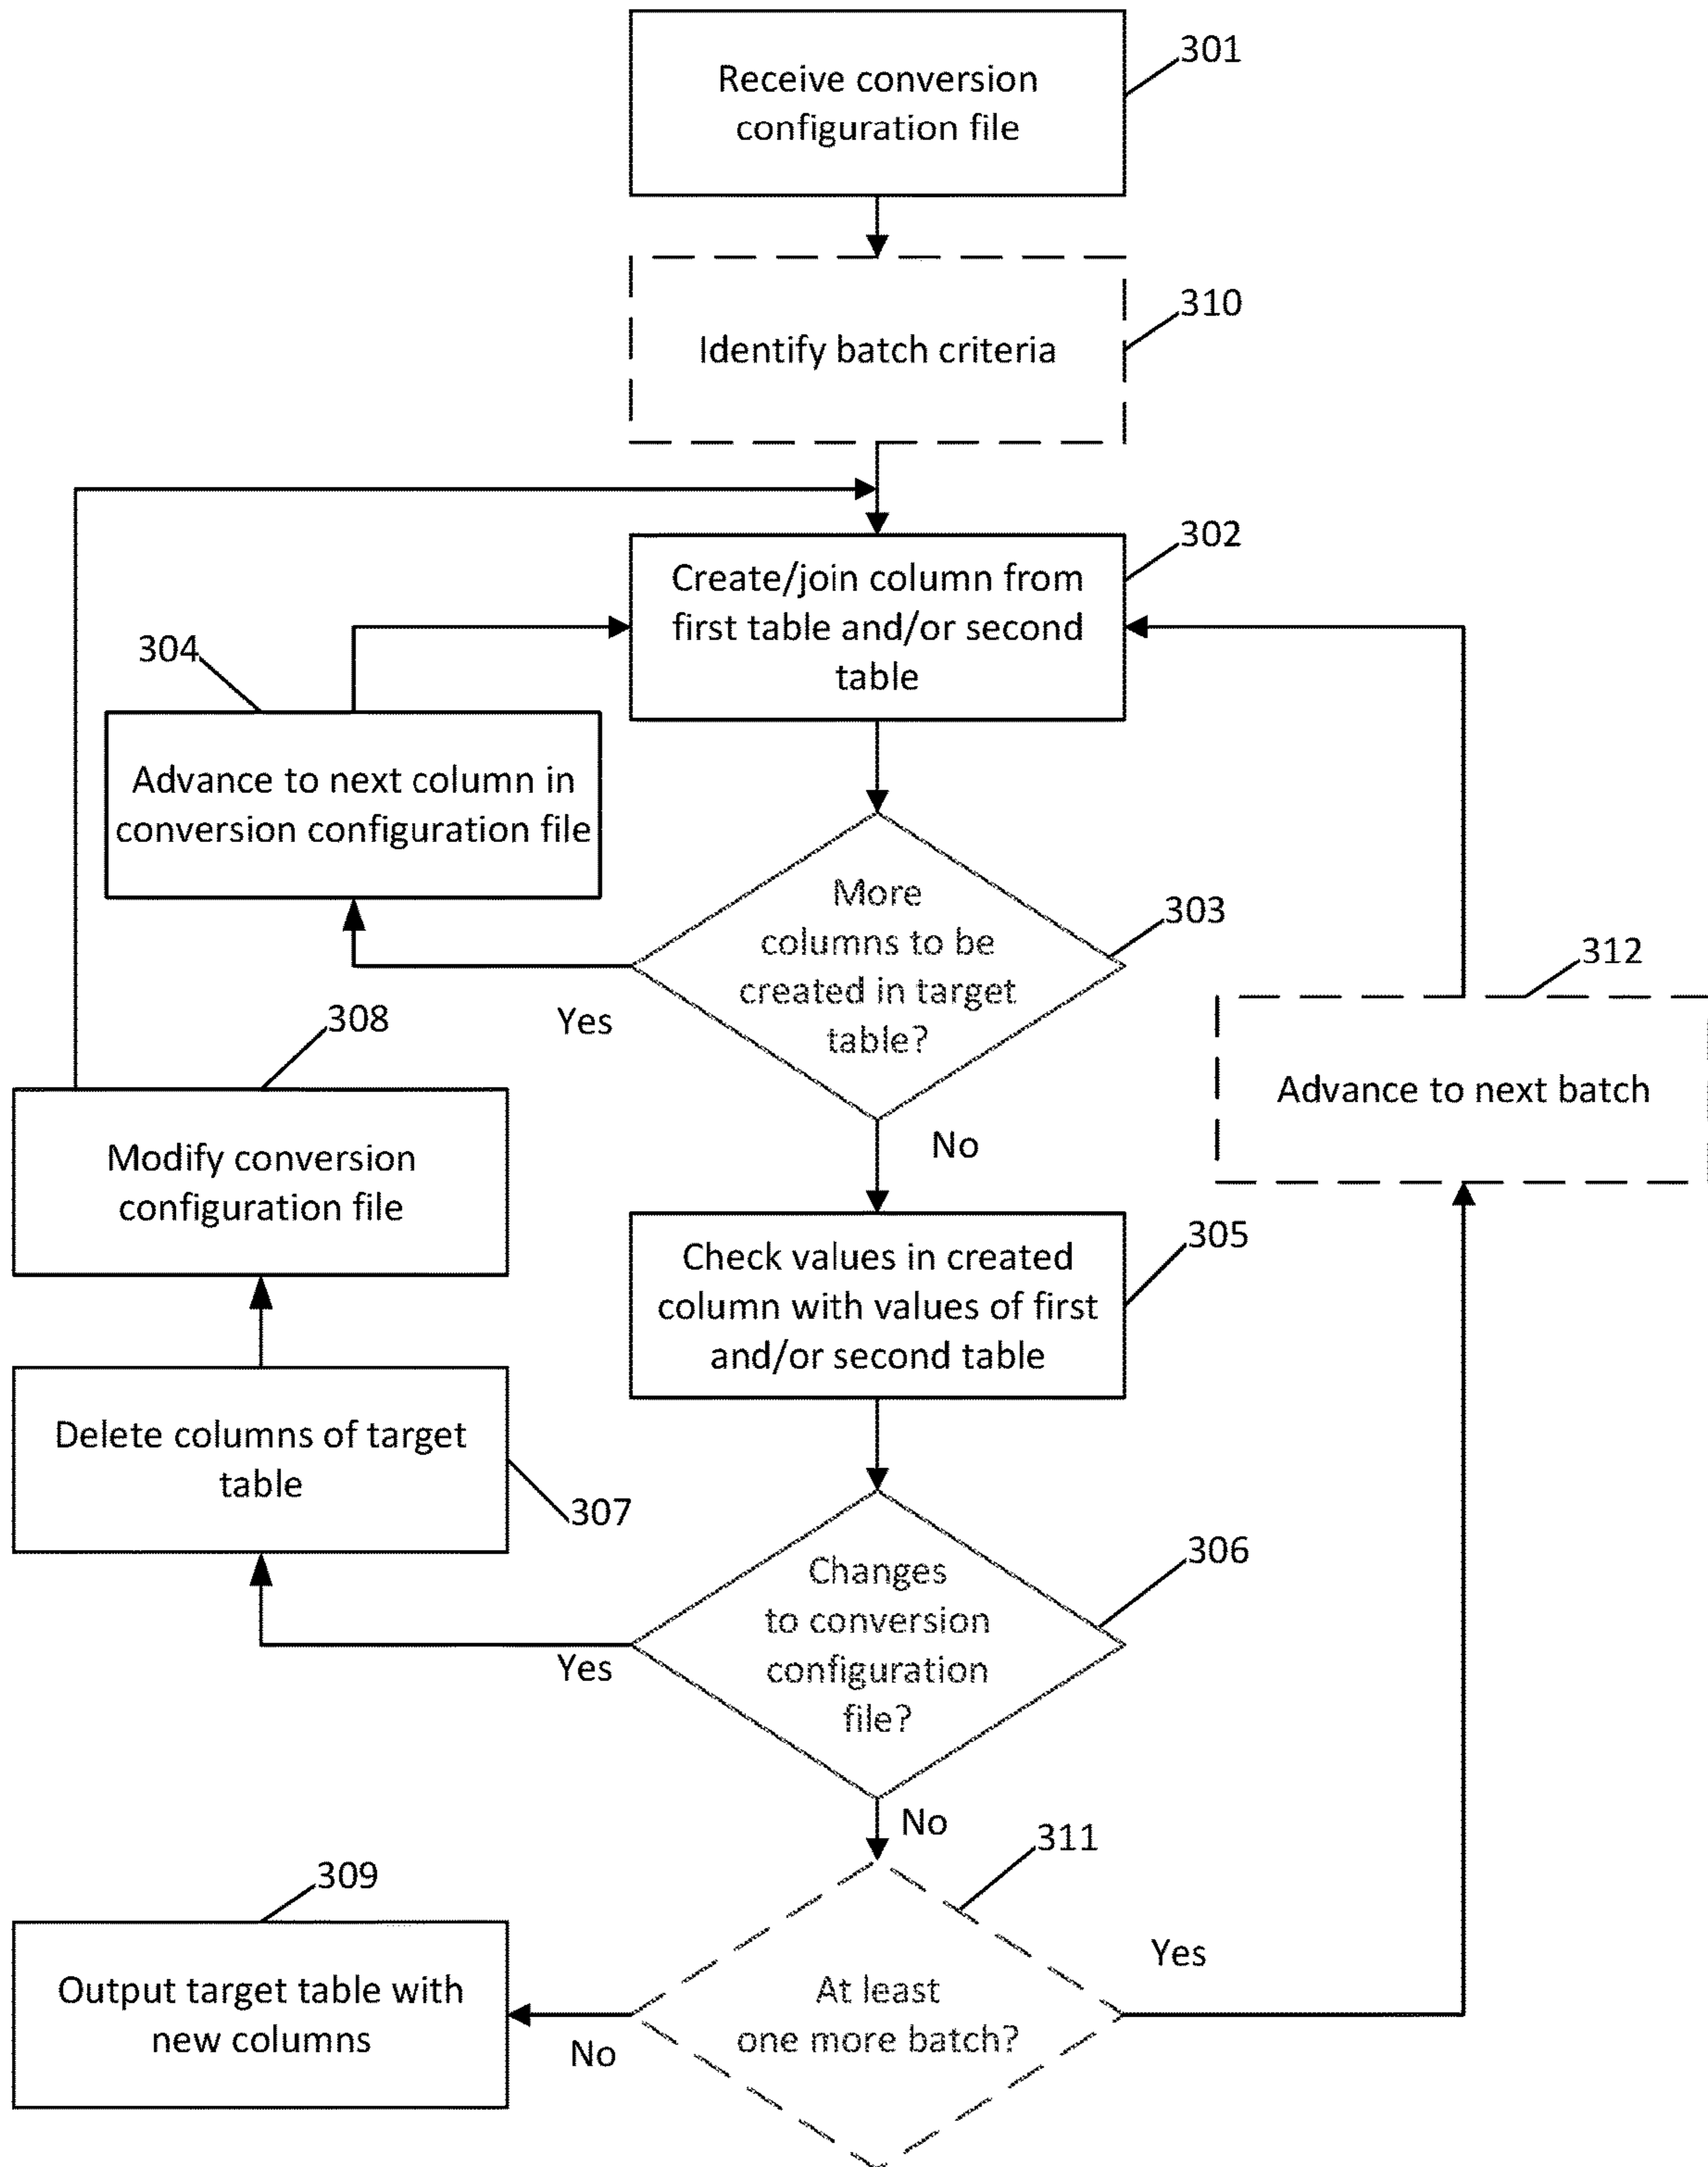 301
Receive conversion
configuration file
310
Identify batch criteria
302
Create/join column from
first table and/or second
table
304
Advance to next column in
conversion configuration file
303
More
columns to be
created in target
table?
Yes
312
Advance to next batch
308
Modify conversion
configuration file
No
305
Check values in created
column with values of first
and/or second table
Delete columns of target
table
307
306
Changes
to conversion
configuration
file?
Yes
No
311
309
Output target table with
new columns
At least
one more batch?
Yes
No